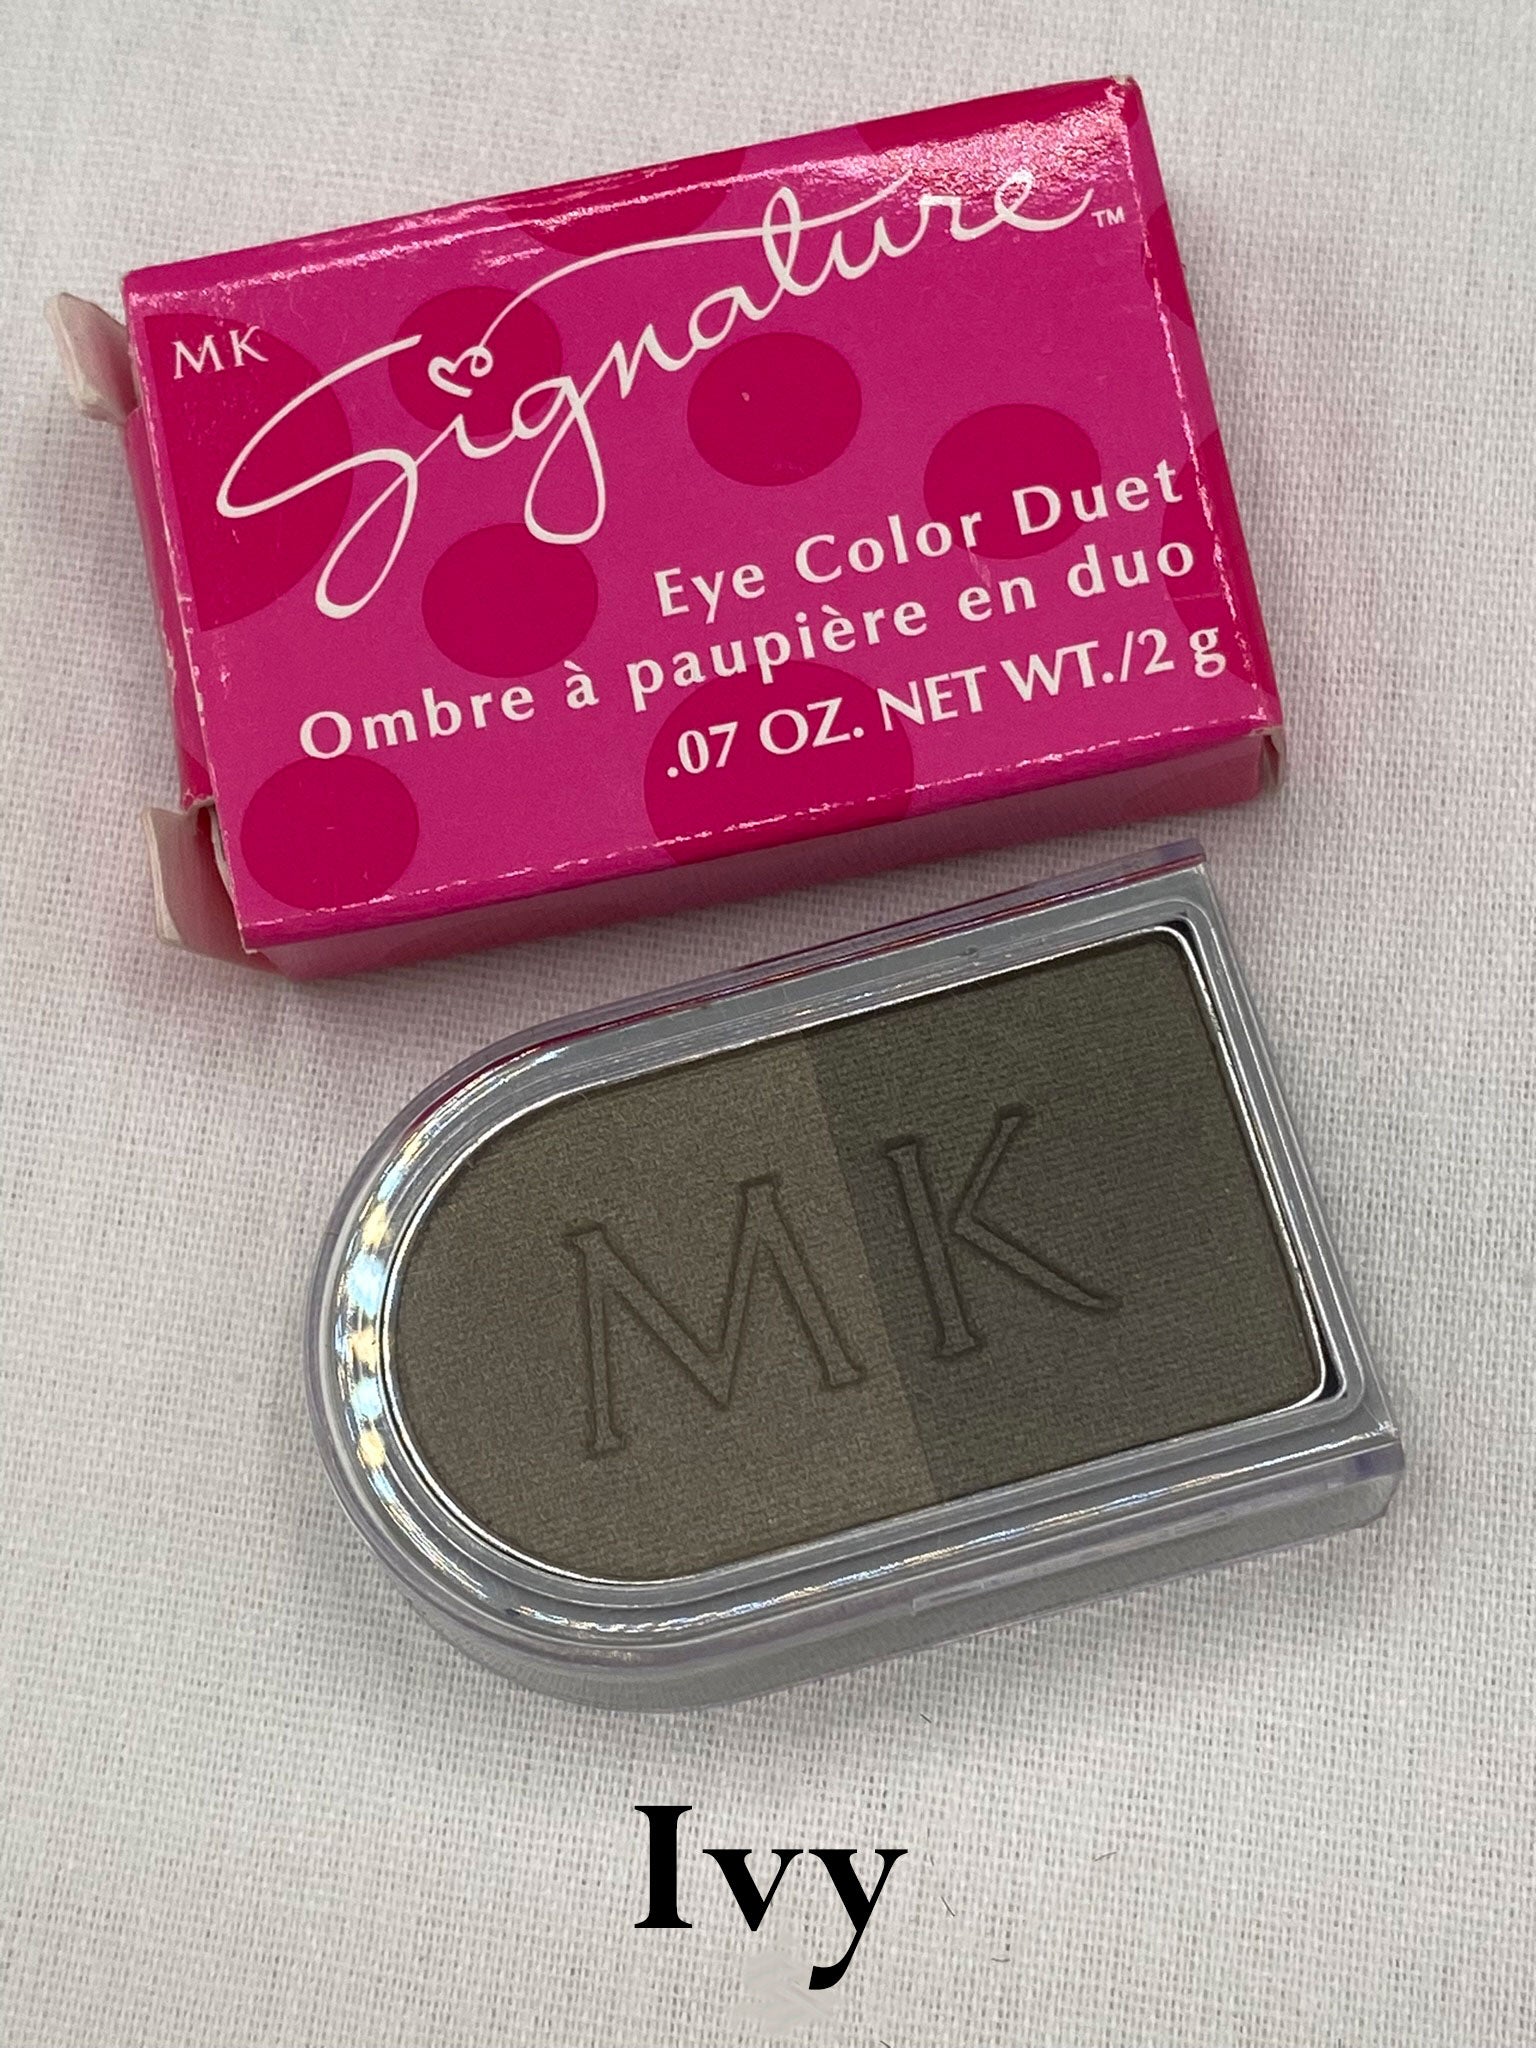 MK Signature™
Eye Color Duet
Ombre à paupière en duo
.07 OZ. NET WT./2 g
MK
Ivy